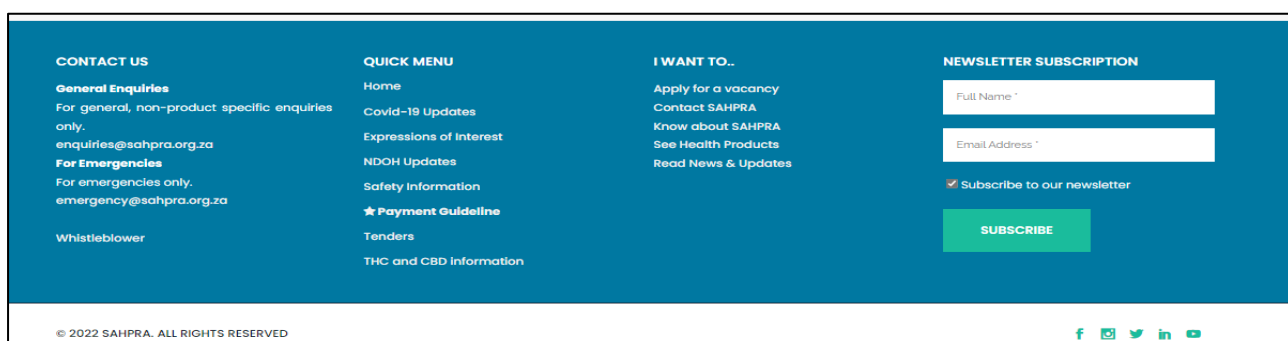 CONTACT US
General Enquiries
For general, non-product specific enquiries
only.
enquiries@sahpra.org.za
For Emergencies
For emergencies only.
emergency@sahpra.org.za
Whistleblower
QUICK MENU
Home
Covid-19 Updates
Expressions of Interest
NDOH Updates
Safety Information
★ Payment Guideline
Tenders
THC and CBD information
I WANT TO..
Apply for a vacancy
Contact SAHPRA
Know about SAHPRA
See Health Products
Read News & Updates
NEWSLETTER SUBSCRIPTION
Full Name *
Email Address *
Subscribe to our newsletter
SUBSCRIBE
© 2022 SAHPRA. ALL RIGHTS RESERVED